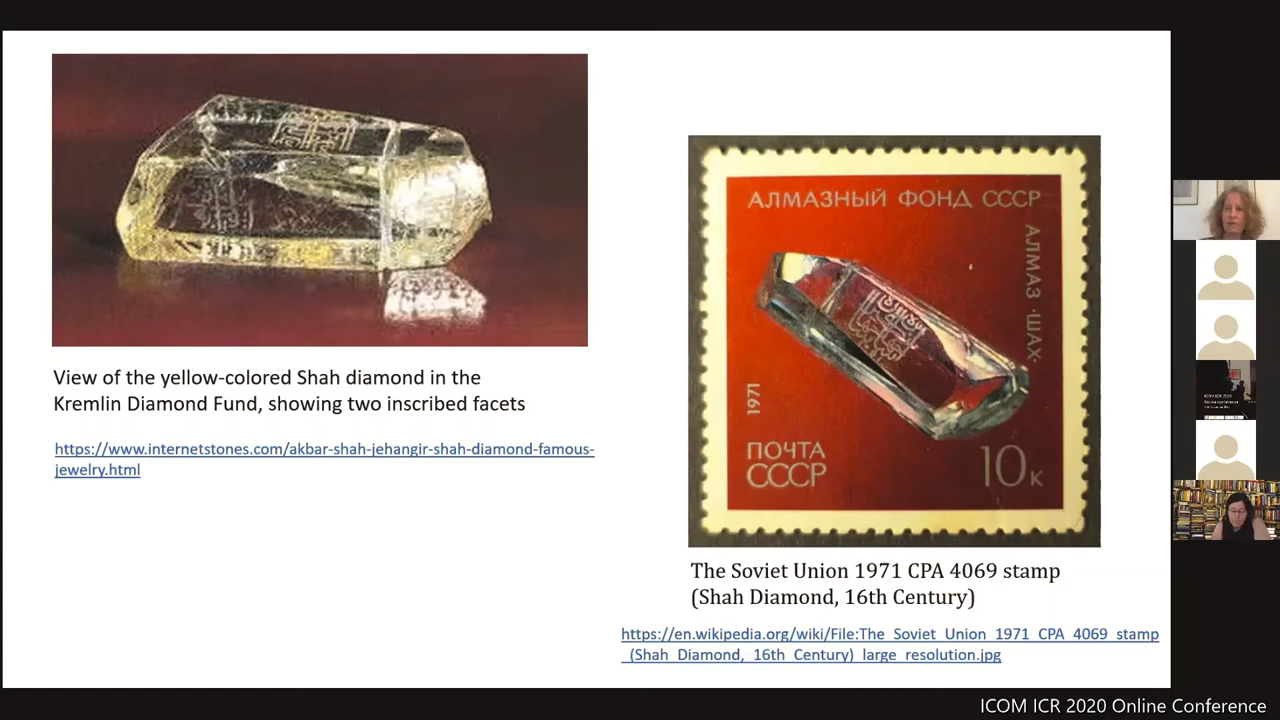 View of the yellow-colored Shah diamond in the
Kremlin Diamond Fund, showing two inscribed facets
https://www.internetstones.com/akbar-shah-jehangir-shah-diamond-famous-
jewelry.html
АЛМАЗНЫЙ ФОНД СССР
АЛМАЗ ·ШАХ·
1971
ПОЧТА
СССР
10к
The Soviet Union 1971 CPA 4069 stamp
(Shah Diamond, 16th Century)
https://en.wikipedia.org/wiki/File:The_Soviet_Union_1971_CPA_4069_stamp
_(Shah_Diamond,_16th_Century)_large_resolution.jpg
ICOM ICR 2020 Online Conference